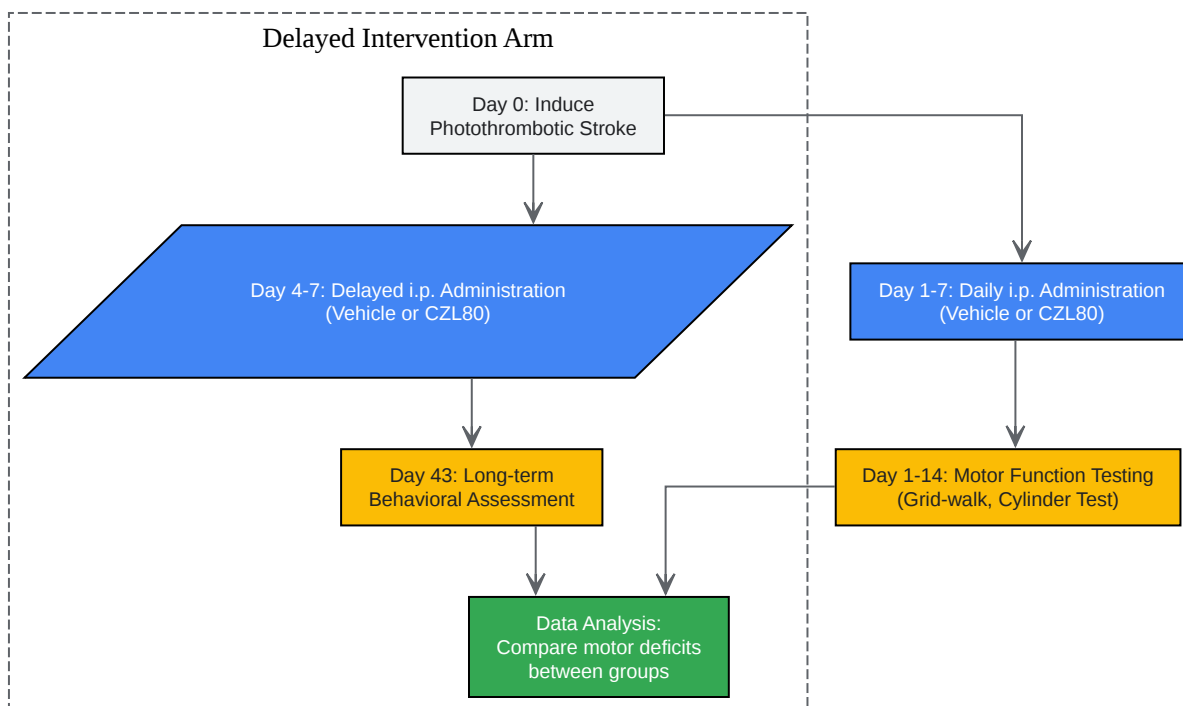 Delayed Intervention Arm
Day 0: Induce
Photothrombotic Stroke
Day 4-7: Delayed i.p. Administration
(Vehicle or CZL80)
Day 1-7: Daily i.p. Administration
(Vehicle or CZL80)
Day 43: Long-term
Behavioral Assessment
Day 1-14: Motor Function Testing
(Grid-walk, Cylinder Test)
Data Analysis:
Compare motor deficits
between groups